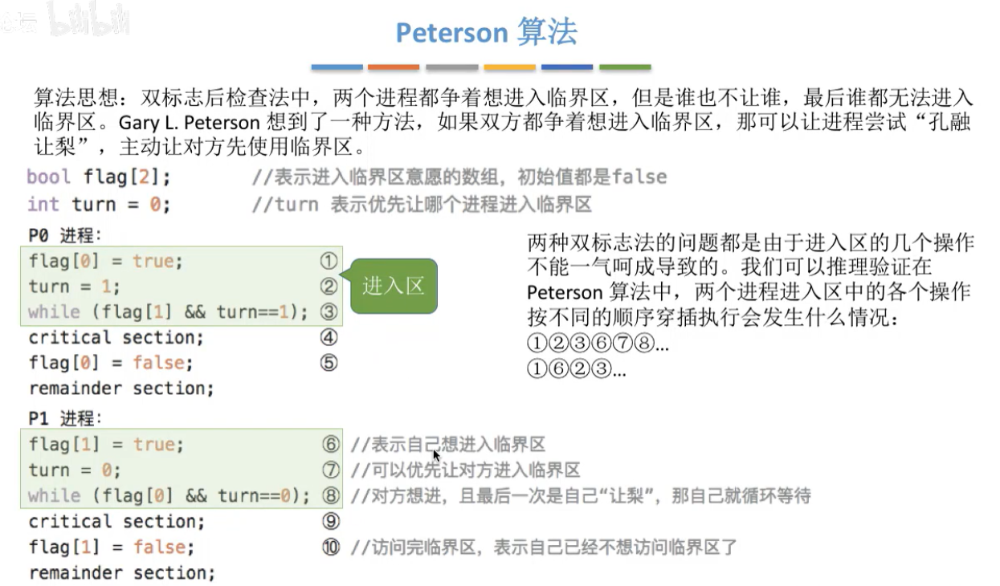 bilibili
Peterson 算法
算法思想：双标志后检查法中，两个进程都争着想进入临界区，但是谁也不让谁，最后谁都无法进入
临界区。Gary L. Peterson 想到了一种方法，如果双方都争着想进入临界区，那可以让进程尝试“孔融
让梨”，主动让对方先使用临界区。
bool flag[2]; //表示进入临界区意愿的数组，初始值都是false
int turn = 0; //turn 表示优先让哪个进程进入临界区
P0 进程：
flag[0] = true; ①
turn = 1; ②
while (flag[1] && turn==1); ③
critical section; ④
flag[0] = false; ⑤
remainder section;
进入区
两种双标志法的问题都是由于进入区的几个操作
不能一气呵成导致的。我们可以推理验证在
Peterson 算法中，两个进程进入区中的各个操作
按不同的顺序穿插执行会发生什么情况：
①②③⑥⑦⑧...
①⑥②③...
P1 进程：
flag[1] = true; ⑥ //表示自己想进入临界区
turn = 0; ⑦ //可以优先让对方进入临界区
while (flag[0] && turn==0); ⑧ //对方想进，且最后一次是自己“让梨”，那自己就循环等待
critical section; ⑨
flag[1] = false; ⑩ //访问完临界区，表示自己已经不想访问临界区了
remainder section;